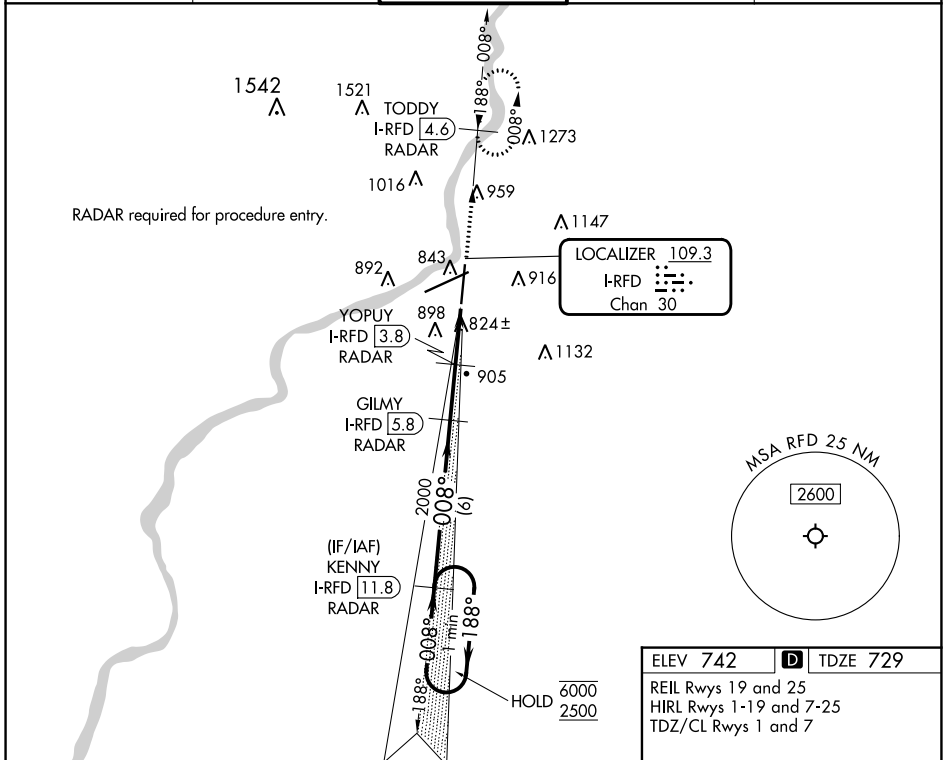 188°
008°
1542
1521
TODDY
I-RFD 4.6
RADAR
008°
1273
1016
959
RADAR required for procedure entry.
1147
LOCALIZER 109.3
I-RFD
Chan 30
892
843
916
YOPUY
I-RFD 3.8
RADAR
898
824±
1132
905
GILMY
I-RFD 5.8
RADAR
MSA RFD 25 NM
2600
2000
008°
(6)
(IF/IAF)
KENNY
I-RFD 11.8
RADAR
008°
1 min
188°
188°
HOLD 6000
2500
ELEV 742 D TDZE 729
REIL Rwys 19 and 25
HIRL Rwys 1-19 and 7-25
TDZ/CL Rwys 1 and 7